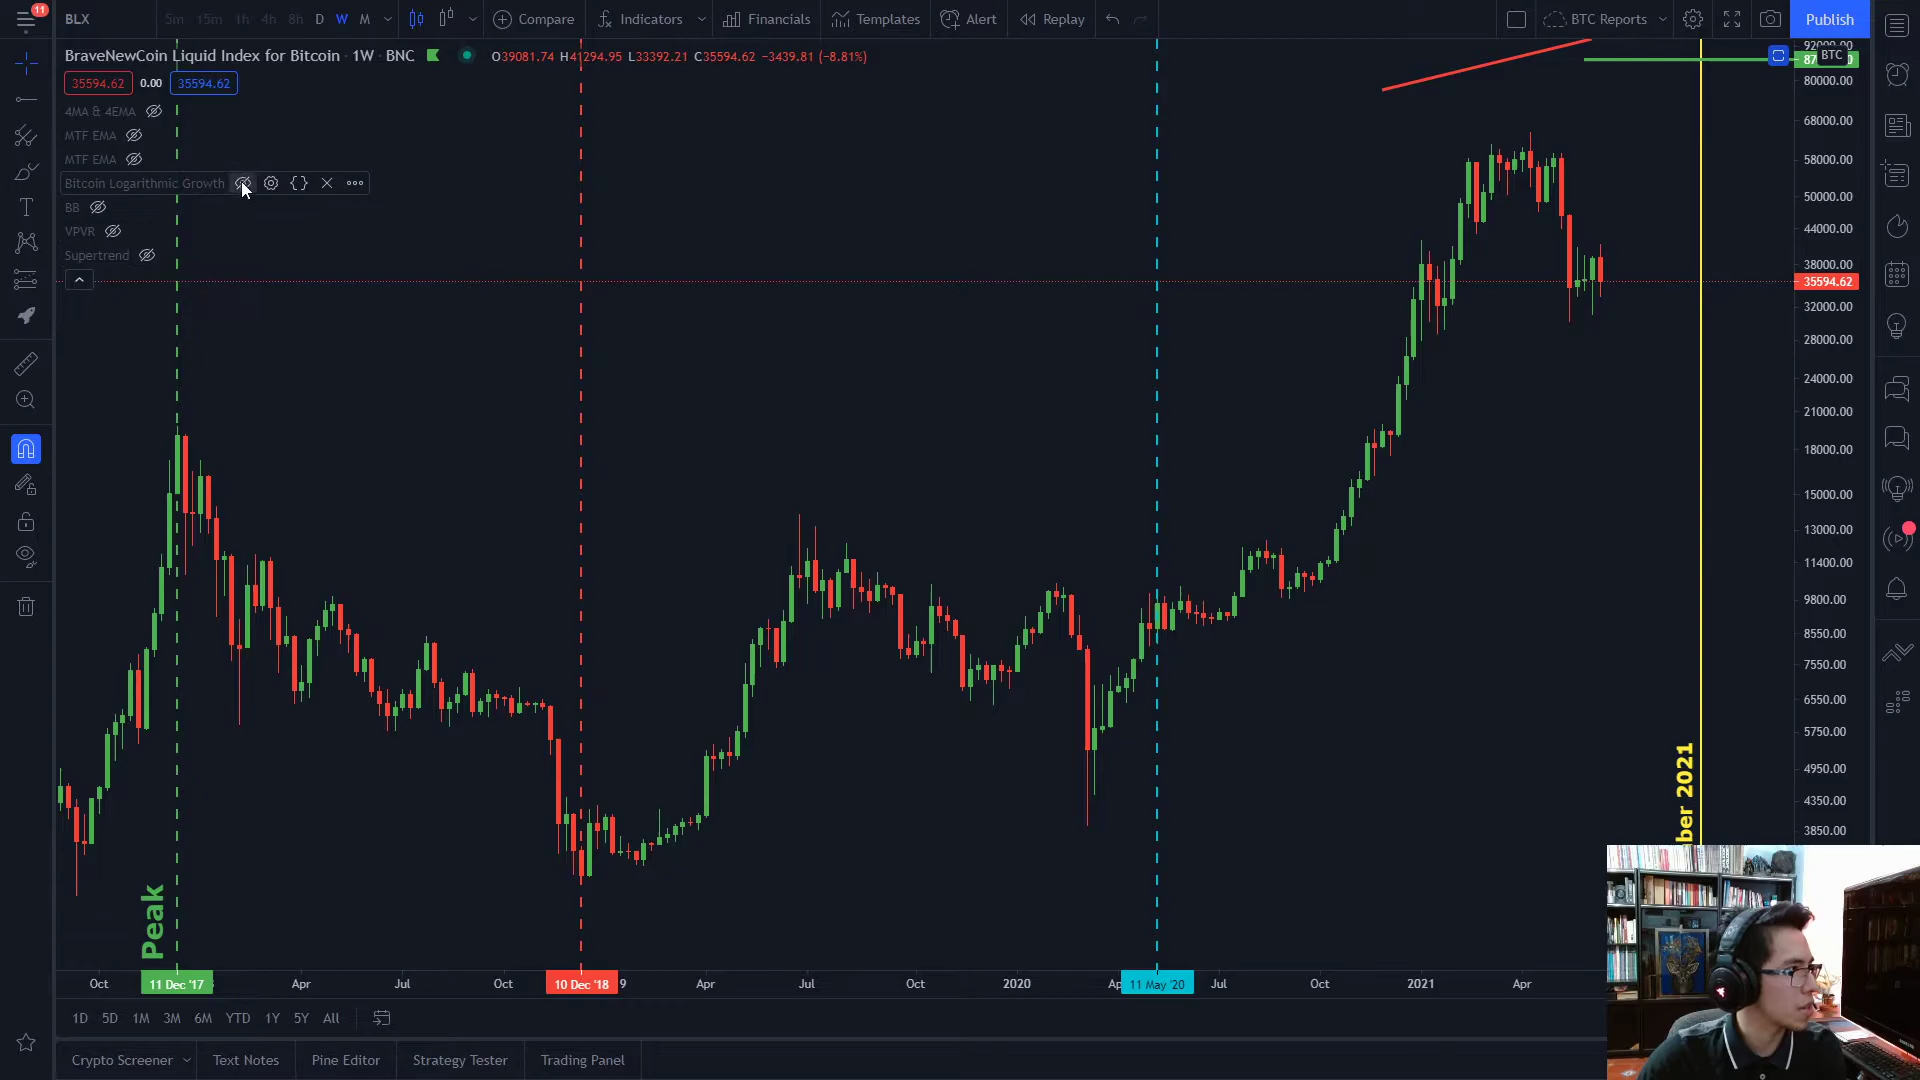 11
BLX
5m 15m 1h 4h 8h D W M
Compare
Indicators
Financials
Templates
Alert
Replay
BTC Reports
Publish
BraveNewCoin Liquid Index for Bitcoin · 1W · BNC
O39081.74 H41294.95 L33392.21 C35594.62 −3439.81 (−8.81%)
35594.62 0.00 35594.62
4MA & 4EMA
MTF EMA
MTF EMA
Bitcoin Logarithmic Growth
BB
VPVR
Supertrend
BTC
80000.00
68000.00
58000.00
50000.00
44000.00
38000.00
35594.62
32000.00
28000.00
24000.00
21000.00
18000.00
15000.00
13000.00
11400.00
9800.00
8550.00
7550.00
6550.00
5750.00
4950.00
4350.00
3850.00
Peak
ber 2021
Oct 11 Dec '17 Apr Jul Oct 10 Dec '18 9 Apr Jul Oct 2020 Ap 11 May '20 Jul Oct 2021 Apr
1D 5D 1M 3M 6M YTD 1Y 5Y All
Crypto Screener
Text Notes
Pine Editor
Strategy Tester
Trading Panel